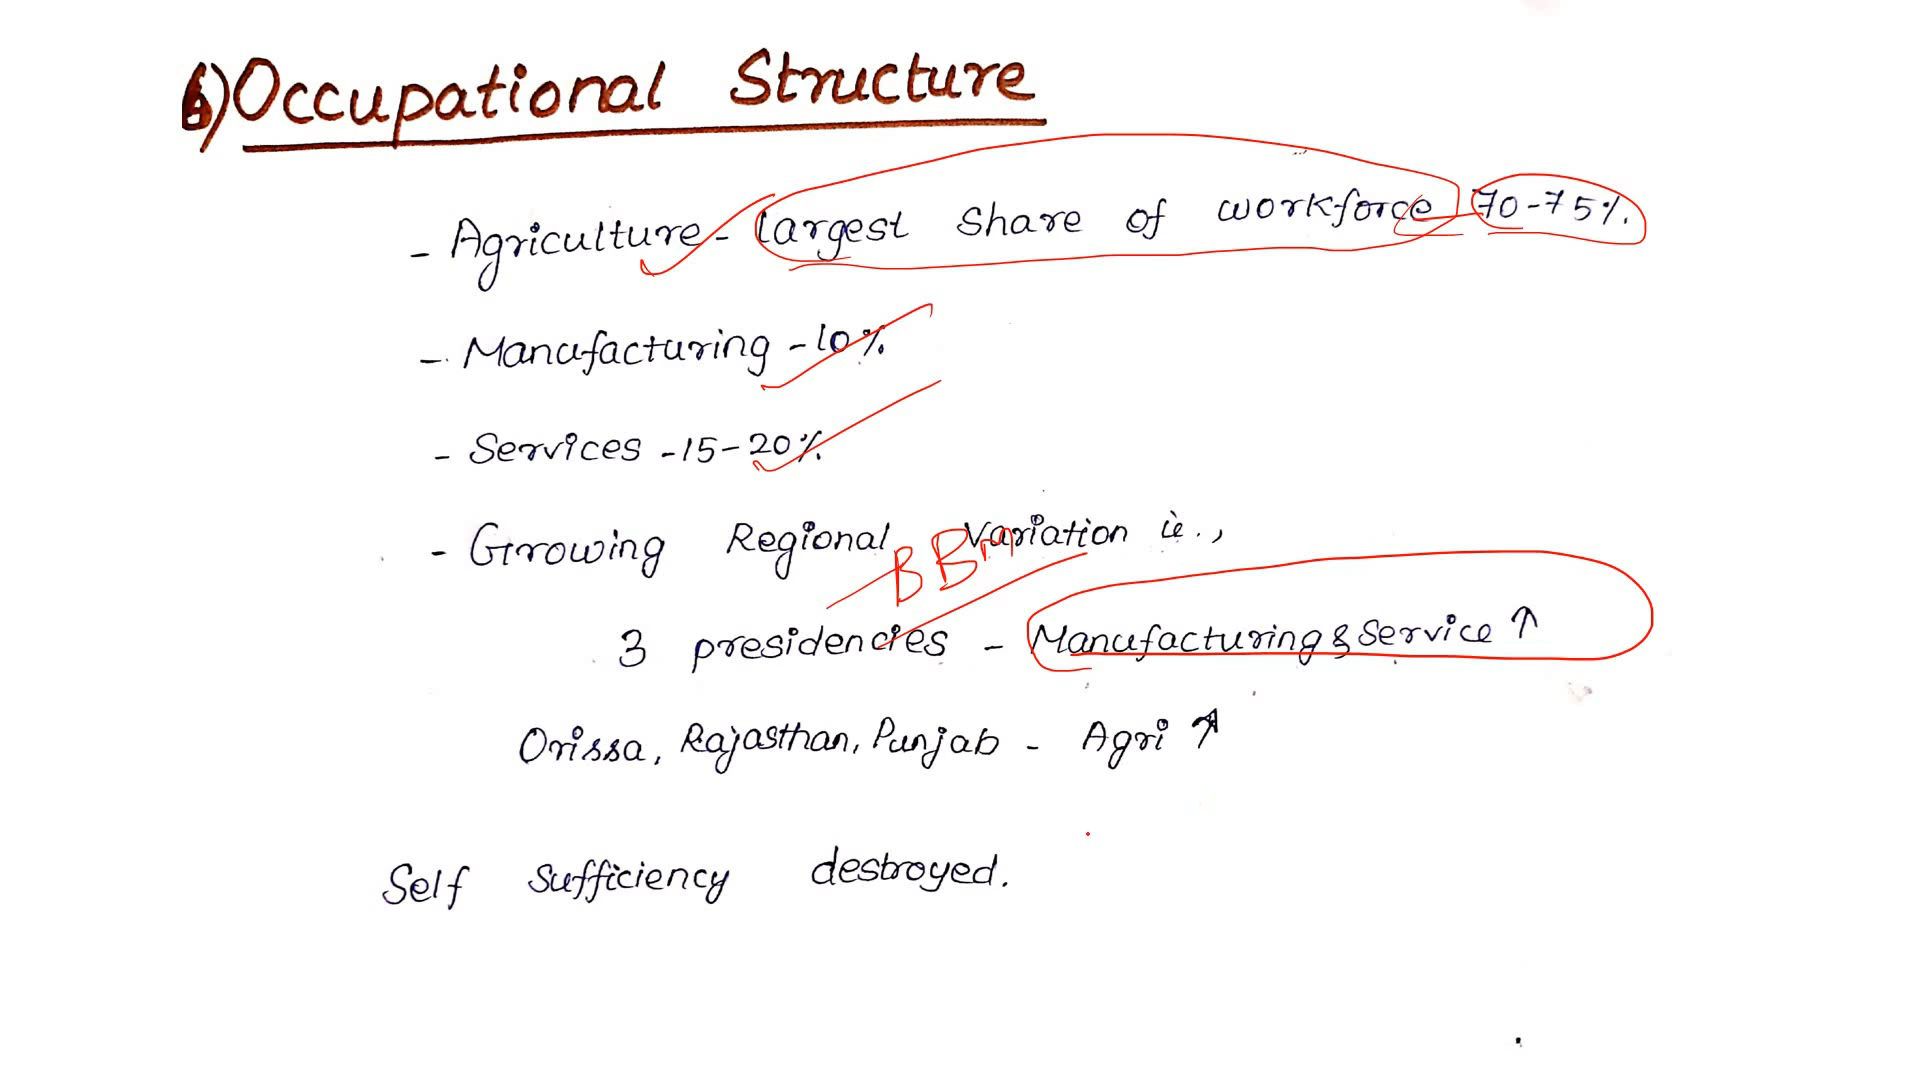 6) Occupational Structure
- Agriculture - largest share of workforce 70-75%.
- Manufacturing - 10%
- Services - 15-20%
- Growing Regional Variation ie.,
B B m
3 presidencies - Manufacturing & Service ↑
Orissa, Rajasthan, Punjab - Agri ↑
Self sufficiency destroyed.